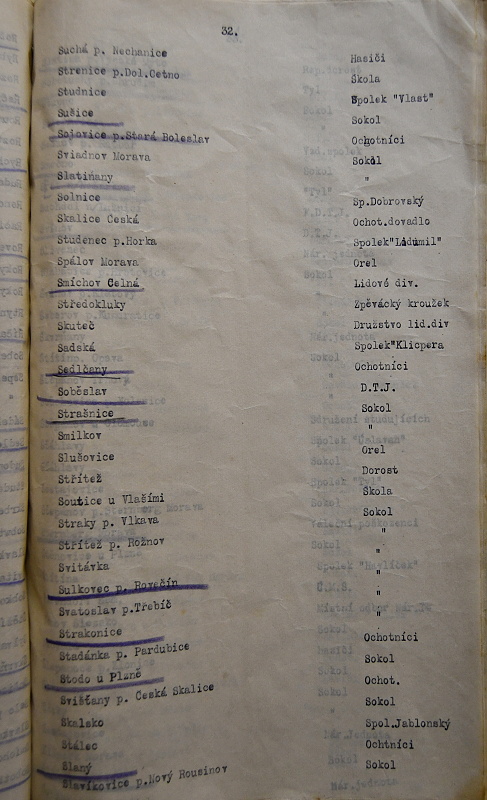 32.
Suchá p. Nechanice Hasiči
Strenice p.Dol.Cetno Škola
Studnice Spolek "Vlast"
Sušice Sokol
Sojovice p.Stará Boleslav Ochotníci
Sviadnov Morava Sokol
Slatiňany "
Solnice Sp.Dobrovský
Skalice Česká Ochot.dovadlo
Studenec p.Horka Spolek"Lidumil"
Spálov Morava Orel
Smíchov Celná Lidové div.
Středokluky Zpěvácký kroužek
Skuteč Družstvo lid.div
Sadská Spolek"Klicpera
Sedlčany Ochotníci
Soběslav D.T.J.
Strašnice Sokol
Smilkov "
Slušovice Orel
Střítež Dorost
Soutice u Vlašimi Škola
Straky p. Vlkava Sokol
Střítež p. Rožnov "
Svitávka "
Sulkovec p. Rovečín "
Svatoslav p.Třebíč "
Strakonice "
Stadánka p. Pardubice Ochotníci
Stodo u Plzně Sokol
Svišťany p. Česká Skalice Ochot.
Skalsko Sokol
Stálec Spol.Jablonský
Slaný Ochtníci
Slavíkovice p.Nový Rousinov Sokol